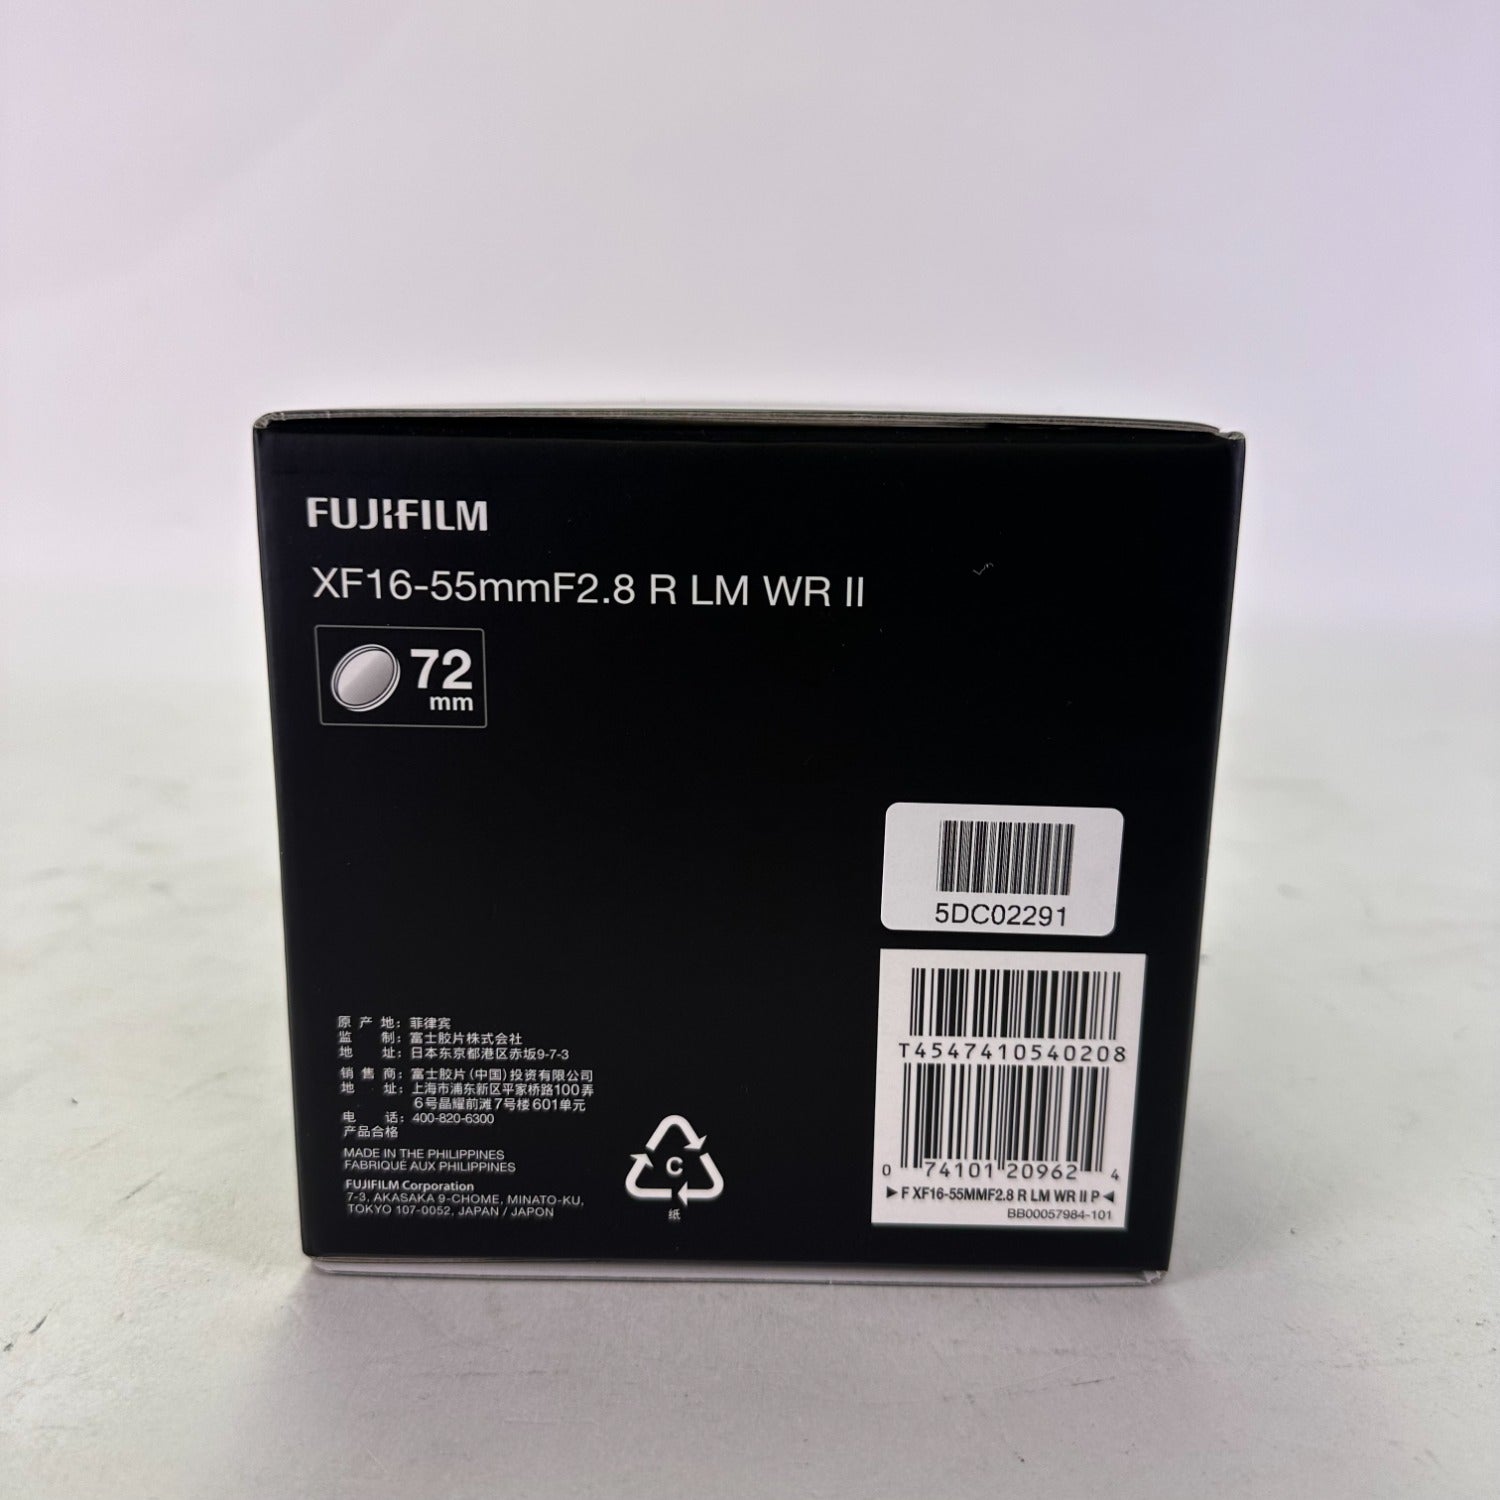 FUJIFILM
XF16-55mmF2.8 R LM WR II
72
mm
5DC02291
T4547410540208
0 74101 20962 4
▶F XF16-55MMF2.8 R LM WR II P◀
BB00057984-101
原 产 地：菲律宾
监 制：富士胶片株式会社
地 址：日本东京都港区赤坂9-7-3
销 售 商：富士胶片(中国)投资有限公司
地 址：上海市浦东新区平家桥路100弄
6号晶耀前滩7号楼601单元
电 话：400-820-6300
产品合格
MADE IN THE PHILIPPINES
FABRIQUÉ AUX PHILIPPINES
FUJIFILM Corporation
7-3, AKASAKA 9-CHOME, MINATO-KU,
TOKYO 107-0052, JAPAN / JAPON
C
纸